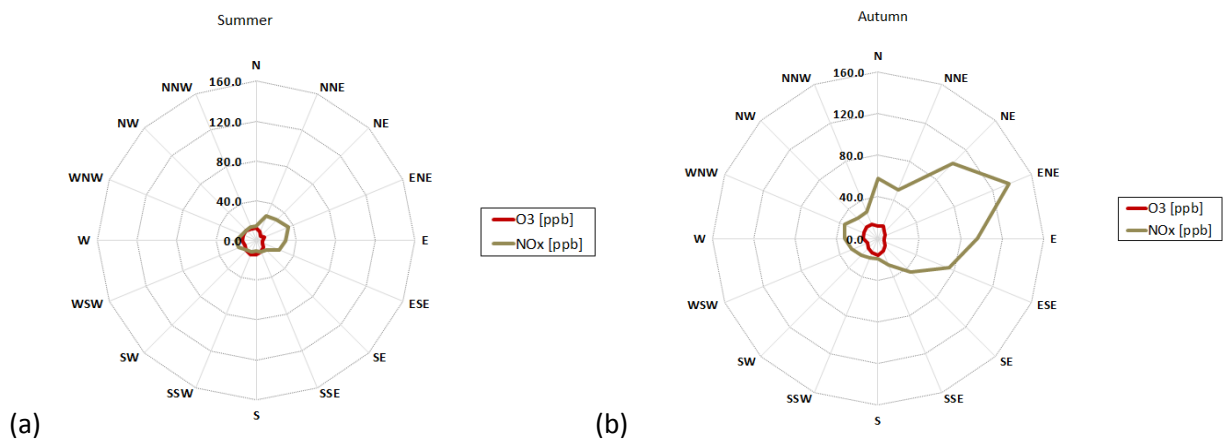 Summer
N
NNE
NE
ENE
E
ESE
SE
SSE
S
SSW
SW
WSW
W
WNW
NW
NNW
160.0
120.0
80.0
40.0
0.0
O3 [ppb]
NOx [ppb]
(a)
Autumn
N
NNE
NE
ENE
E
ESE
SE
SSE
S
SSW
SW
WSW
W
WNW
NW
NNW
160.0
120.0
80.0
40.0
0.0
O3 [ppb]
NOx [ppb]
(b)